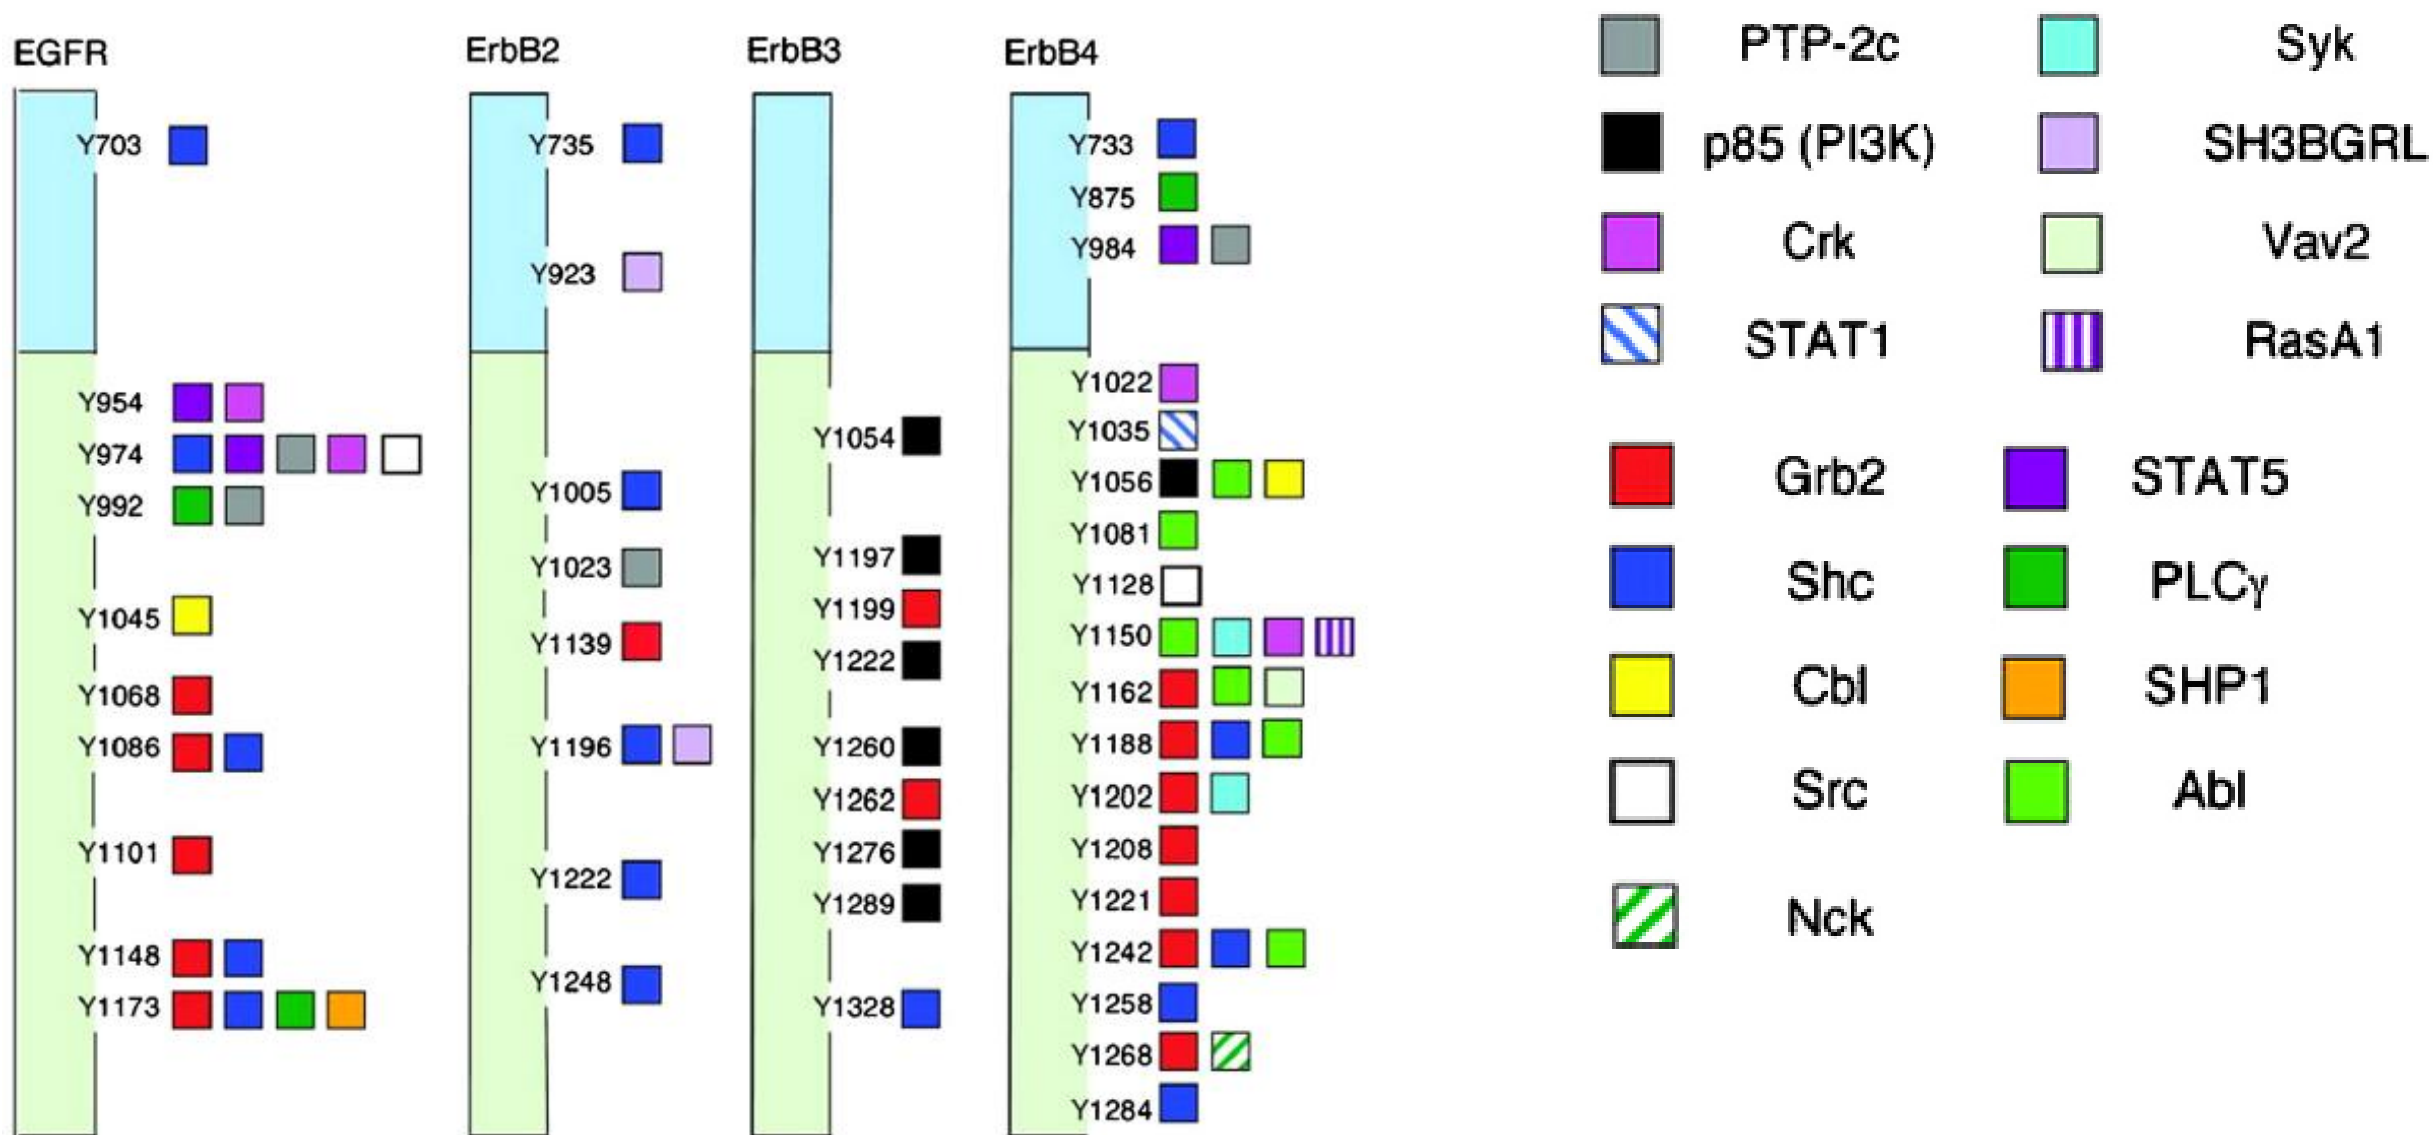 EGFR
Y703
Y954
Y974
Y992
Y1045
Y1068
Y1086
Y1101
Y1148
Y1173
ErbB2
Y735
Y923
Y1005
Y1023
Y1139
Y1196
Y1222
Y1248
ErbB3
Y1054
Y1197
Y1199
Y1222
Y1260
Y1262
Y1276
Y1289
Y1328
ErbB4
Y733
Y875
Y984
Y1022
Y1035
Y1056
Y1081
Y1128
Y1150
Y1162
Y1188
Y1202
Y1208
Y1221
Y1242
Y1258
Y1268
Y1284
PTP-2c
Syk
p85 (PI3K)
SH3BGRL
Crk
Vav2
STAT1
RasA1
Grb2
STAT5
Shc
PLCγ
Cbl
SHP1
Src
Abl
Nck